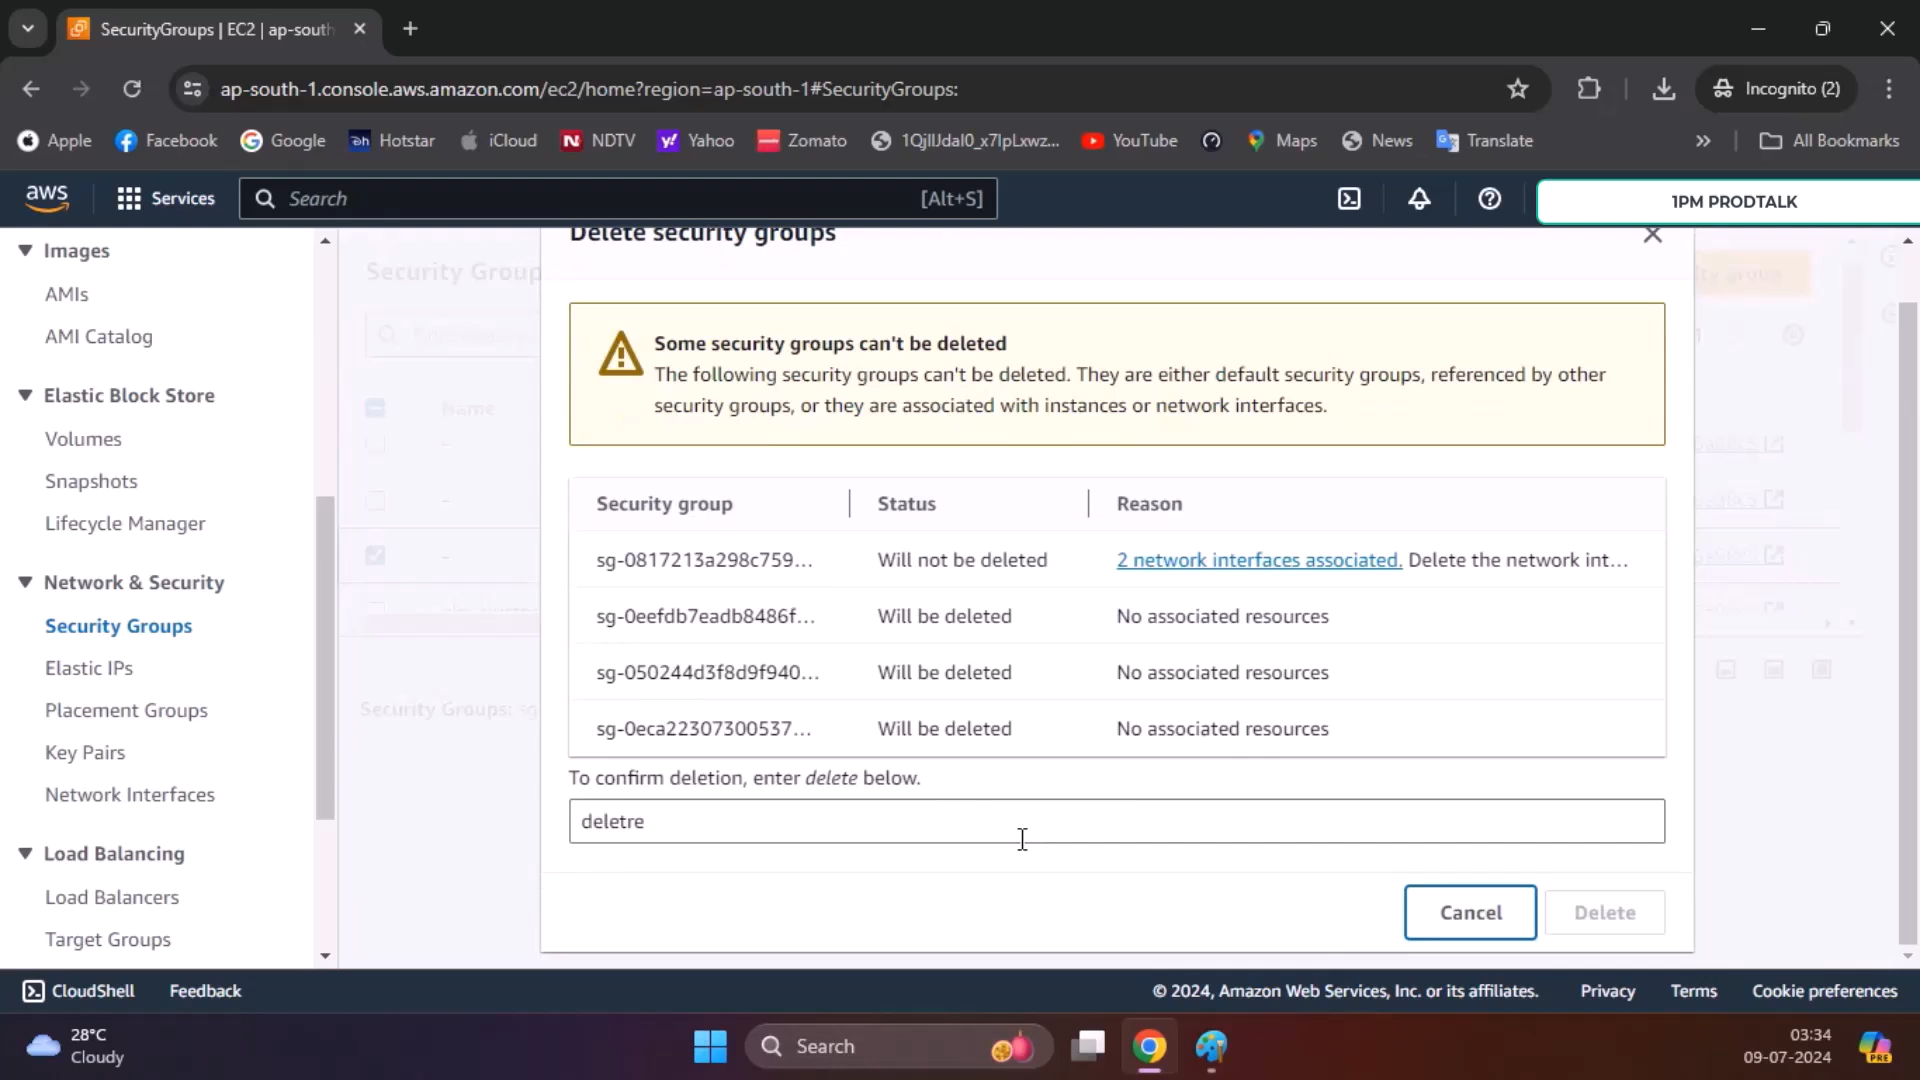 SecurityGroups | EC2 | ap-south
ap-south-1.console.aws.amazon.com/ec2/home?region=ap-south-1#SecurityGroups:
Incognito (2)
Apple
Facebook
Google
Hotstar
iCloud
NDTV
Yahoo
Zomato
YouTube
Maps
News
Translate
All Bookmarks
aws
Services
Search
[Alt+S]
1PM PRODTALK
Images
AMIs
AMI Catalog
Elastic Block Store
Volumes
Snapshots
Lifecycle Manager
Network & Security
Security Groups
Elastic IPs
Placement Groups
Key Pairs
Network Interfaces
Load Balancing
Load Balancers
Target Groups
Security Group
Name
Security Groups:
Delete security groups
Some security groups can't be deleted
The following security groups can't be deleted. They are either default security groups, referenced by other
security groups, or they are associated with instances or network interfaces.
Security group Status Reason
sg-0817213a298c759... Will not be deleted 2 network interfaces associated. Delete the network int...
sg-0eefdb7eadb8486f... Will be deleted No associated resources
sg-050244d3f8d9f940... Will be deleted No associated resources
sg-0eca22307300537... Will be deleted No associated resources
To confirm deletion, enter delete below.
deletre
Cancel
Delete
CloudShell
Feedback
© 2024, Amazon Web Services, Inc. or its affiliates.
Privacy
Terms
Cookie preferences
28°C
Cloudy
Search
03:34
09-07-2024
PRE